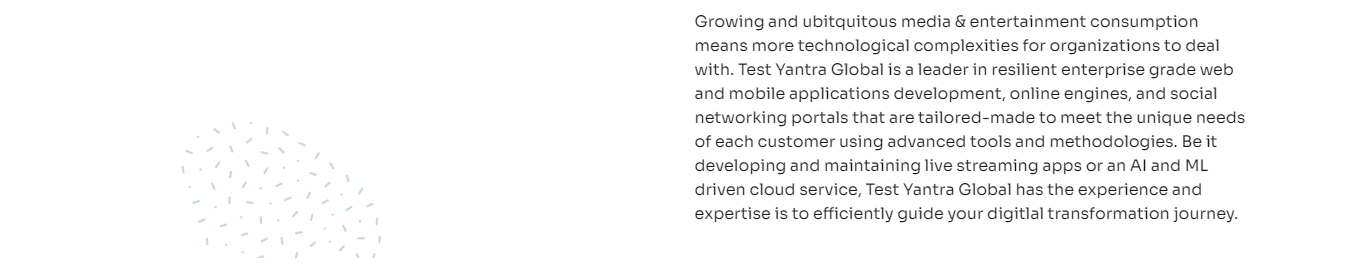 Growing and ubitquitous media & entertainment consumption
means more technological complexities for organizations to deal
with. Test Yantra Global is a leader in resilient enterprise grade web
and mobile applications development, online engines, and social
networking portals that are tailored-made to meet the unique needs
of each customer using advanced tools and methodologies. Be it
developing and maintaining live streaming apps or an AI and ML
driven cloud service, Test Yantra Global has the experience and
expertise is to efficiently guide your digitlal transformation journey.